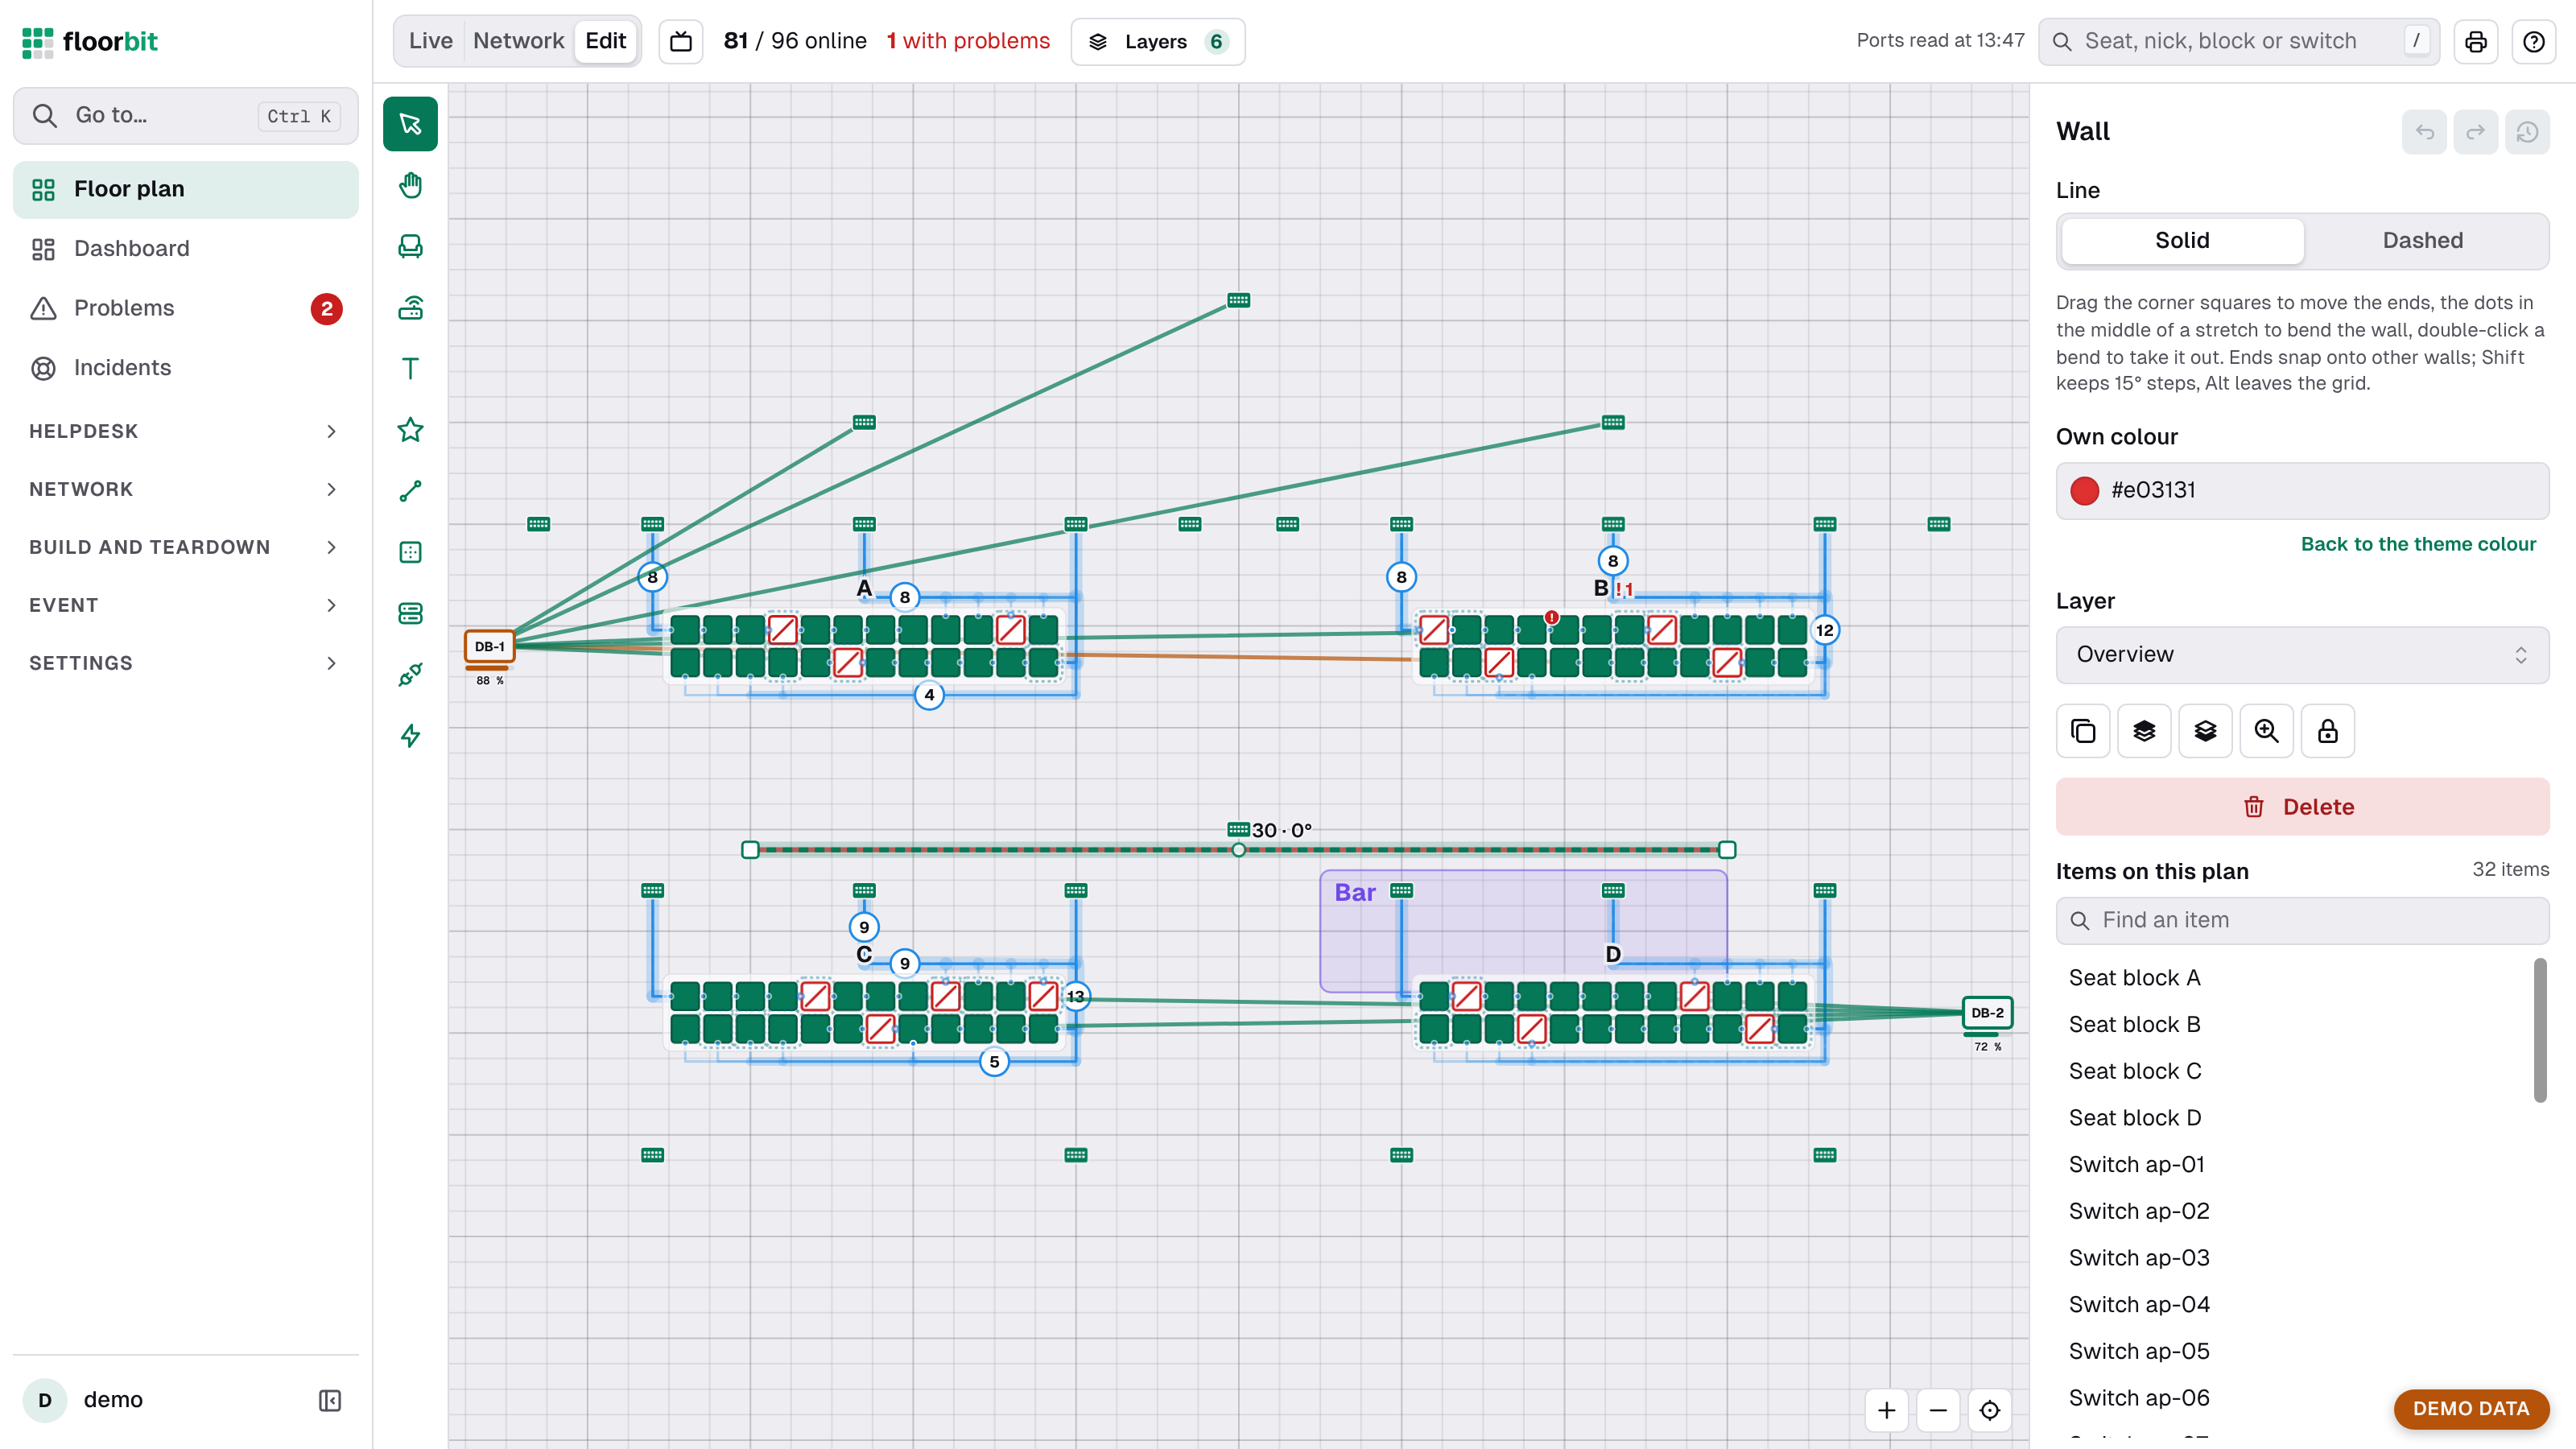 floorbit
Go to...
Ctrl K
Floor plan
Dashboard
Problems
2
Incidents
HELPDESK
NETWORK
BUILD AND TEARDOWN
EVENT
SETTINGS
D
demo
Live
Network
Edit
81 / 96 online
1 with problems
Layers
6
Ports read at 13:47
Seat, nick, block or switch
/
8
A
8
8
8
B !1
!
12
DB-1
88 %
4
30 · 0°
Bar
9
C
9
D
13
DB-2
72 %
5
Wall
Line
Solid
Dashed
Drag the corner squares to move the ends, the dots in
the middle of a stretch to bend the wall, double-click a
bend to take it out. Ends snap onto other walls; Shift
keeps 15° steps, Alt leaves the grid.
Own colour
#e03131
Back to the theme colour
Layer
Overview
Delete
Items on this plan
32 items
Find an item
Seat block A
Seat block B
Seat block C
Seat block D
Switch ap-01
Switch ap-02
Switch ap-03
Switch ap-04
Switch ap-05
Switch ap-06
DEMO DATA